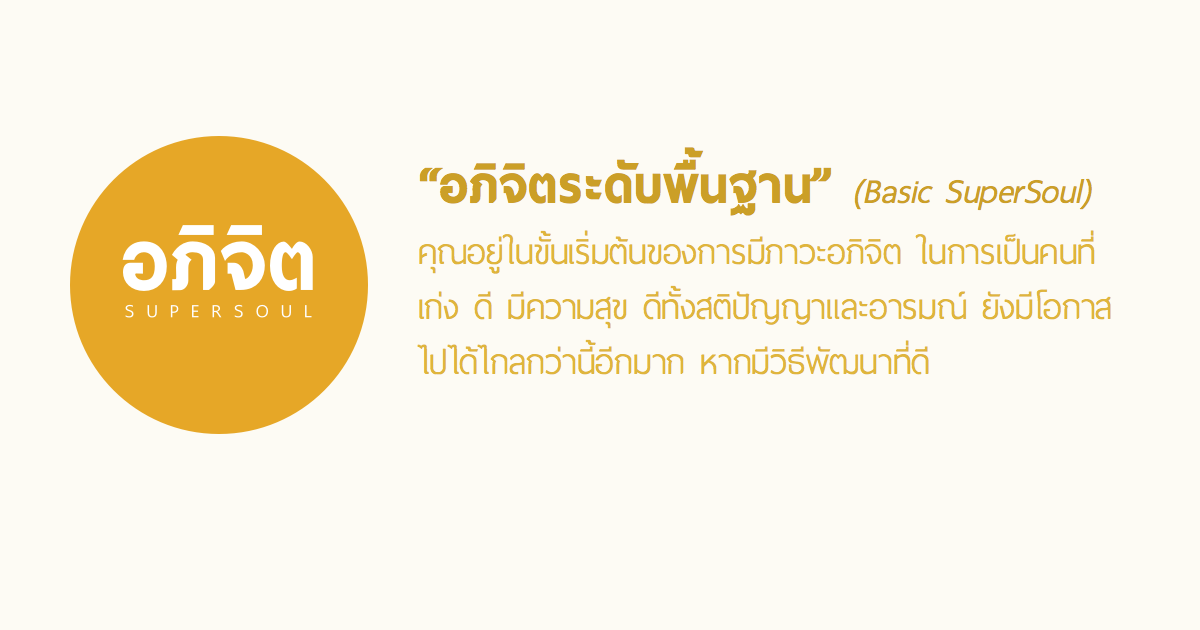 อภิจิต
SUPERSOUL
“อภิจิตระดับพื้นฐาน” (Basic SuperSoul)
คุณอยู่ในขั้นเริ่มต้นของการมีภาวะอภิจิต ในการเป็นคนที่
เก่ง ดี มีความสุข ดีทั้งสติปัญญาและอารมณ์ ยังมีโอกาส
ไปได้ไกลกว่านี้อีกมาก หากมีวิธีพัฒนาที่ดี